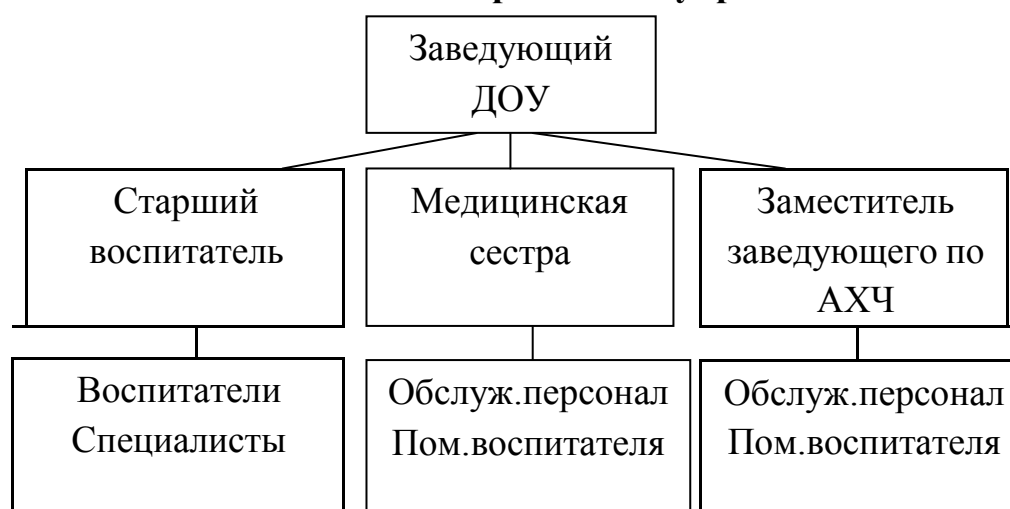 Заведующий
ДОУ
Старший
воспитатель
Медицинская
сестра
Заместитель
заведующего по
АХЧ
Воспитатели
Специалисты
Обслуж.персонал
Пом.воспитателя
Обслуж.персонал
Пом.воспитателя